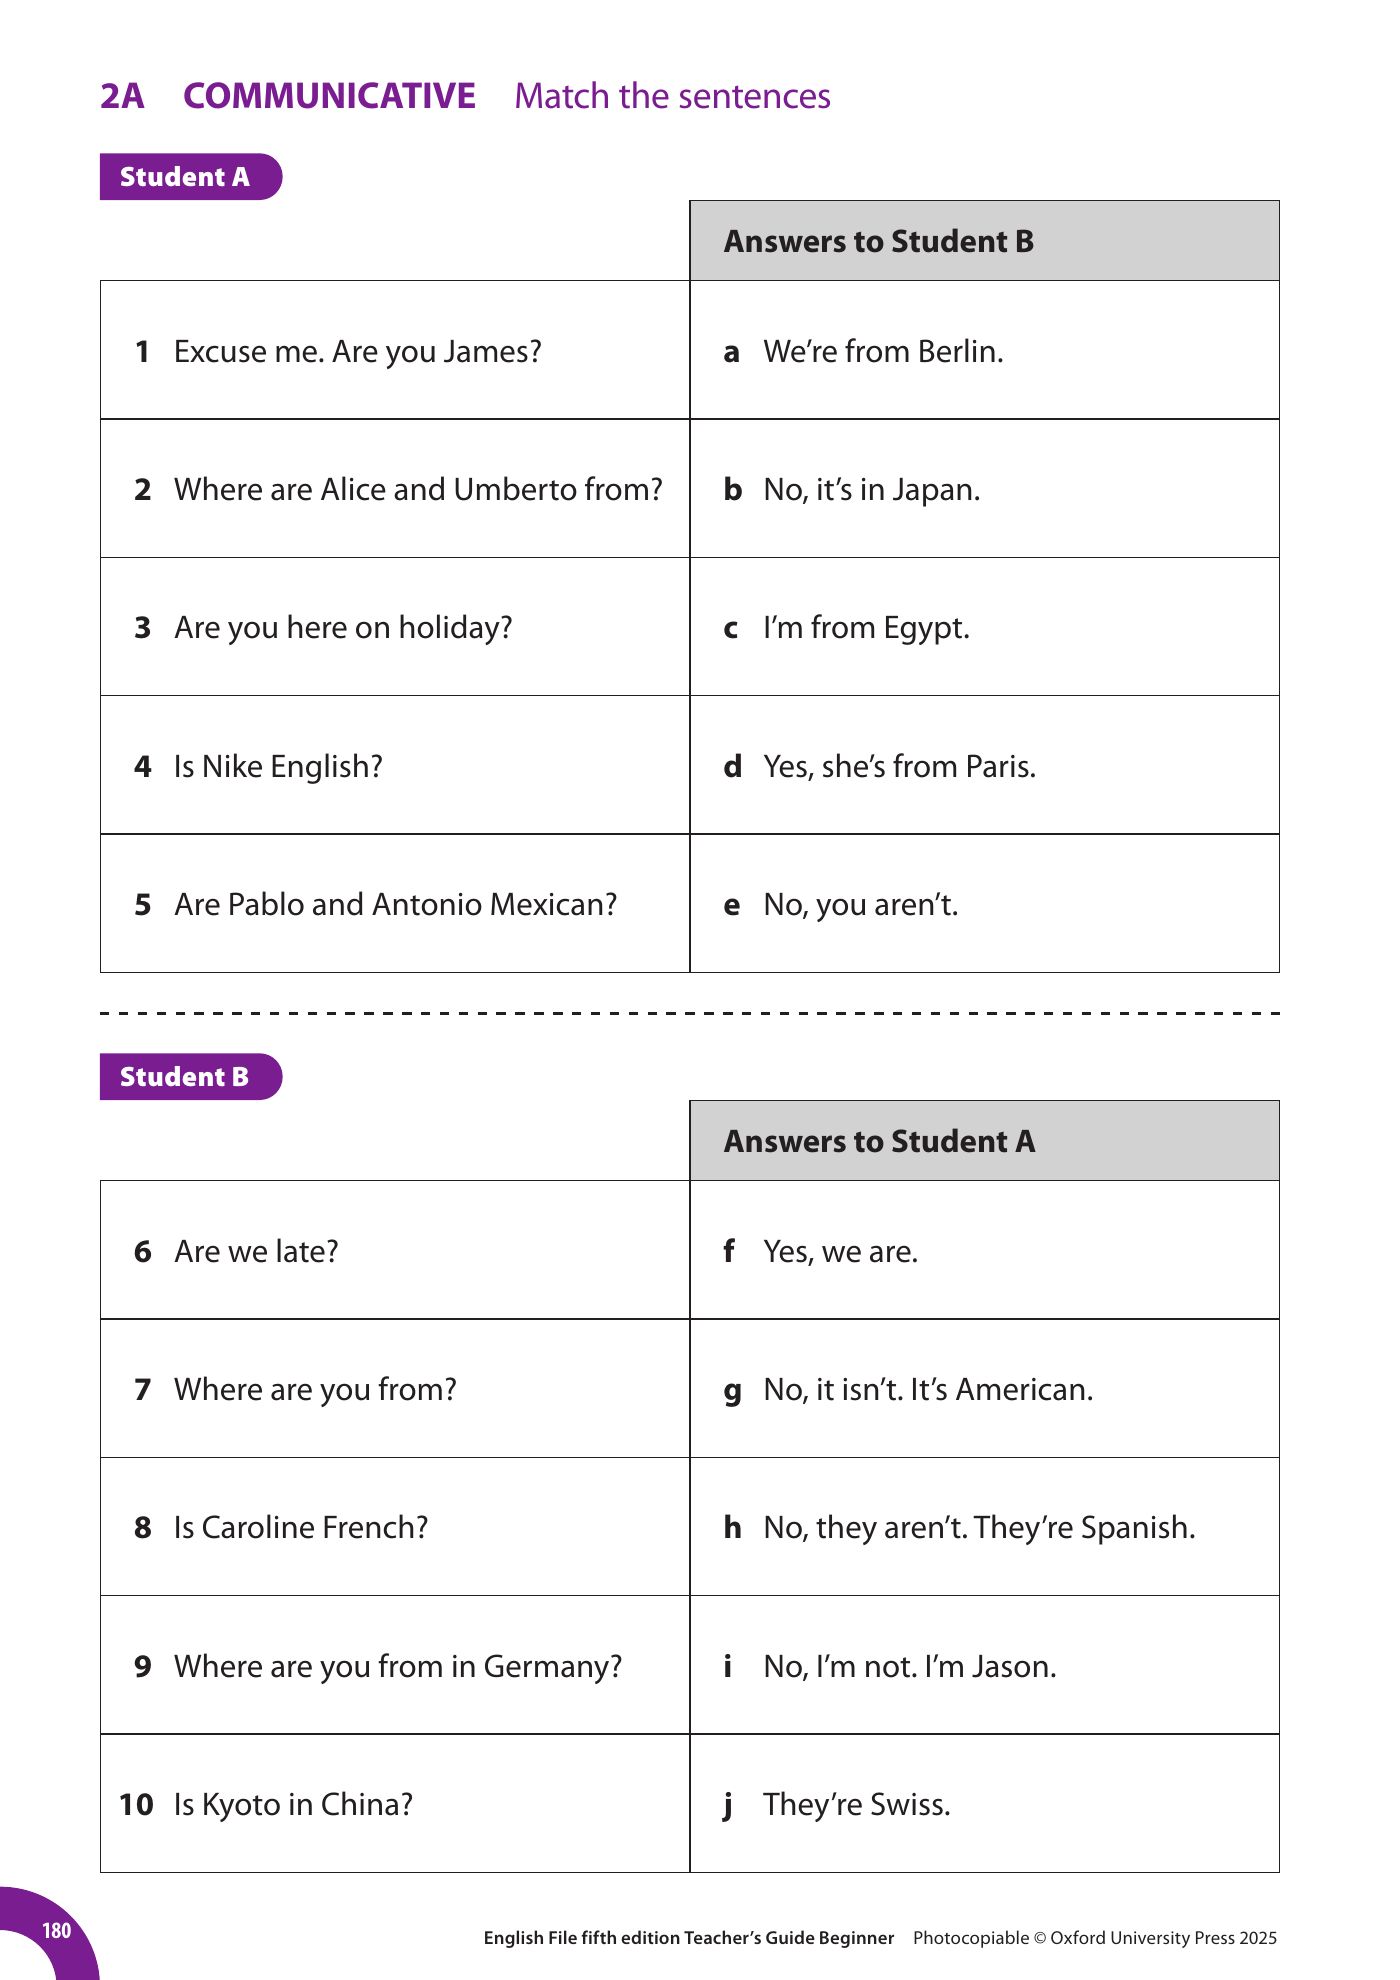 2A COMMUNICATIVE Match the sentences
Student A
Answers to Student B
1 Excuse me. Are you James?
a We’re from Berlin.
2 Where are Alice and Umberto from?
b No, it’s in Japan.
3 Are you here on holiday?
c I’m from Egypt.
4 Is Nike English?
d Yes, she’s from Paris.
5 Are Pablo and Antonio Mexican?
e No, you aren’t.
Student B
Answers to Student A
6 Are we late?
f Yes, we are.
7 Where are you from?
g No, it isn’t. It’s American.
8 Is Caroline French?
h No, they aren’t. They’re Spanish.
9 Where are you from in Germany?
i No, I’m not. I’m Jason.
10 Is Kyoto in China?
j They’re Swiss.
180
English File fifth edition Teacher’s Guide Beginner Photocopiable © Oxford University Press 2025